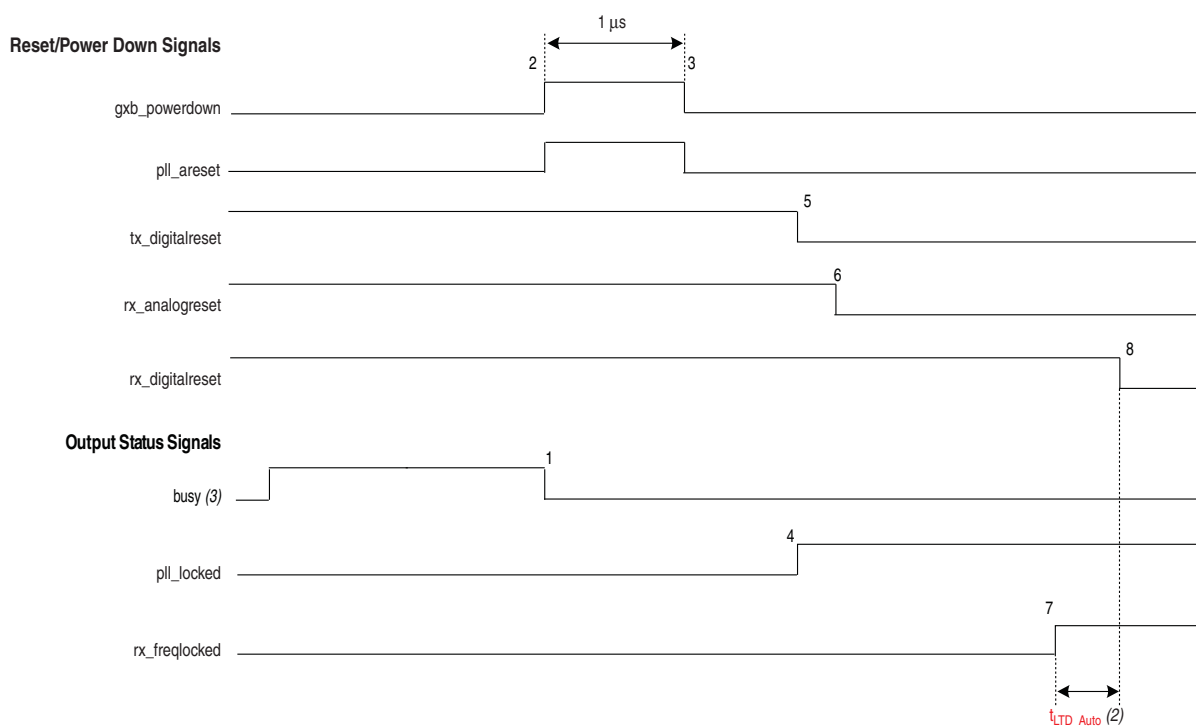 1 μs
Reset/Power Down Signals
2 3
gxb_powerdown
pll_areset
5
tx_digitalreset
6
rx_analogreset
8
rx_digitalreset
Output Status Signals
1
busy (3)
4
pll_locked
7
rx_freqlocked
tLTD_Auto (2)